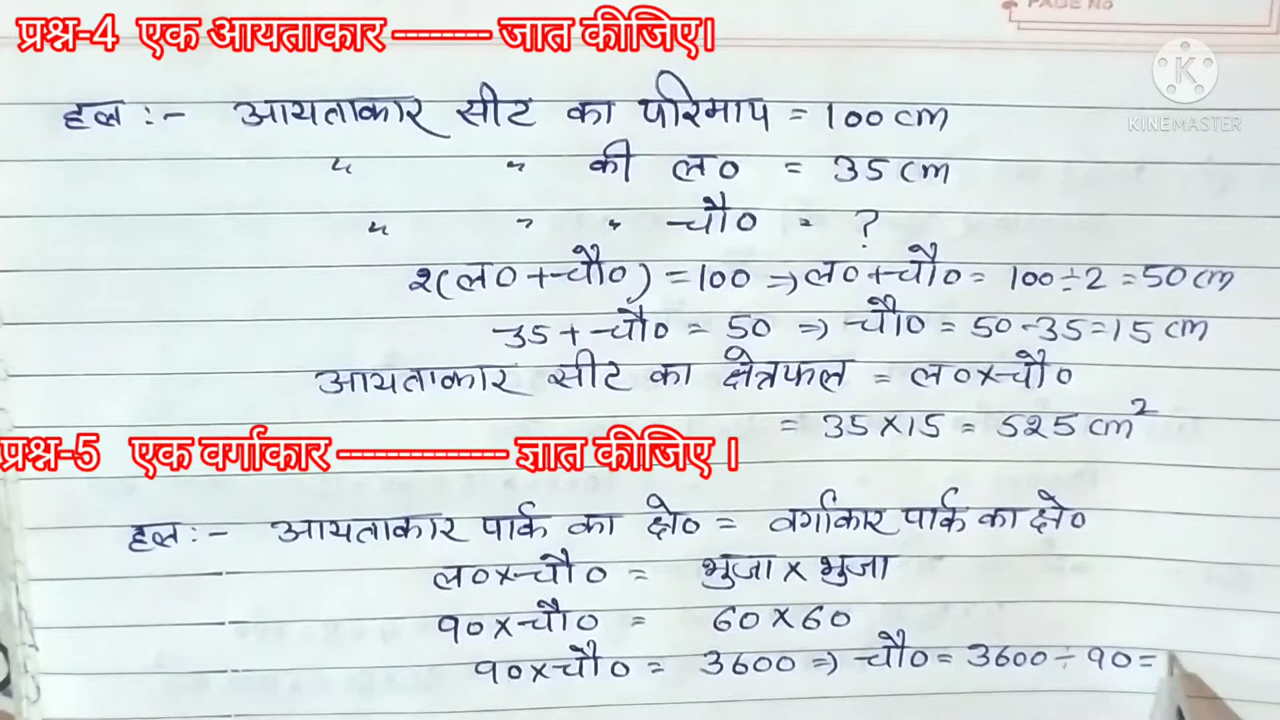 PAGE No
प्रश्न-4 एक आयताकार -------- जात कीजिए।
K
KINEMASTER
हल :- आयताकार सीट का परिमाप = 100 cm
" " की ल० = 35 cm
" " " चौ० = ?
२(ल० + चौ०) = 100 => ल० + चौ० = 100 ÷ 2 = 50 cm
35 + चौ० = 50 => चौ० = 50 - 35 = 15 cm
आयताकार सीट का क्षेत्रफल = ल० x चौ०
= 35 X 15 = 525 cm²
प्रश्न-5 एक वर्गाकार -------------- ज्ञात कीजिए ।
हल :- आयताकार पार्क का क्षे० = वर्गाकार पार्क का क्षे०
ल० x चौ० = भुजा x भुजा
90 x चौ० = 60 X 60
90 x चौ० = 3600 => चौ० = 3600 ÷ 90 =